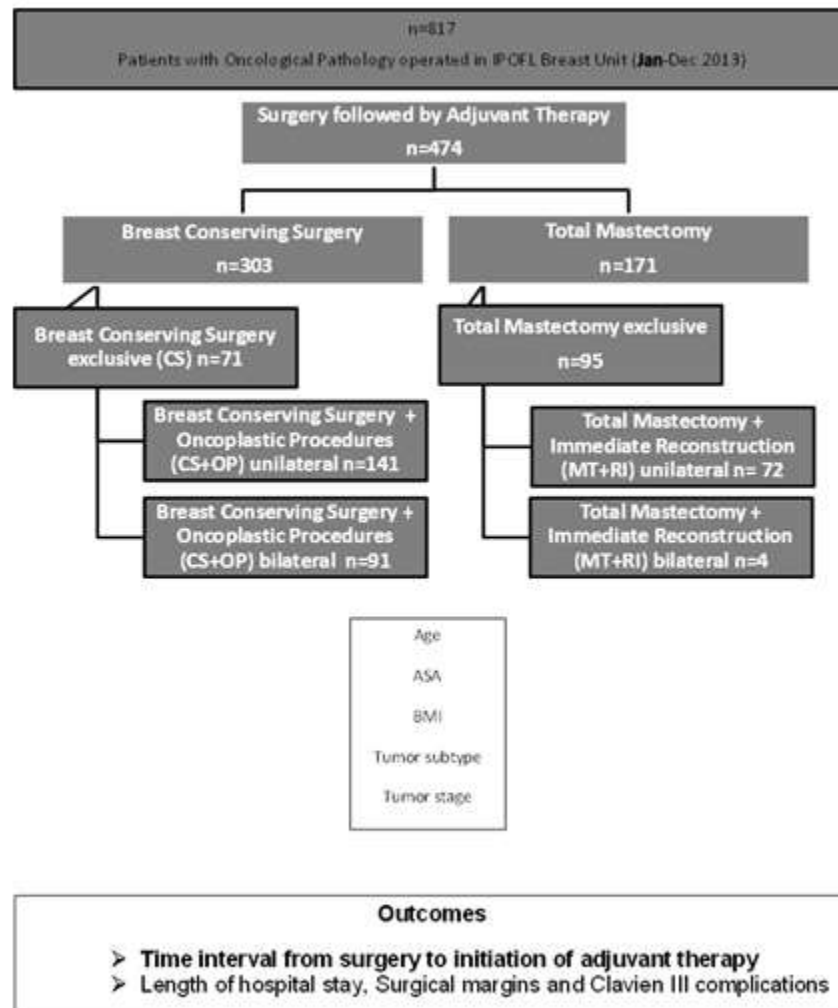 n=817
Patients with Oncological Pathology operated in IPOFL Breast Unit (Jan-Dec 2013)
Surgery followed by Adjuvant Therapy
n=474
Breast Conserving Surgery
n=303
Total Mastectomy
n=171
Breast Conserving Surgery
exclusive (CS) n=71
Total Mastectomy exclusive
n=95
Breast Conserving Surgery +
Oncoplastic Procedures
(CS+OP) unilateral n=141
Total Mastectomy +
Immediate Reconstruction
(MT+RI) unilateral n= 72
Breast Conserving Surgery +
Oncoplastic Procedures
(CS+OP) bilateral n=91
Total Mastectomy +
Immediate Reconstruction
(MT+RI) bilateral n=4
Age
ASA
BMI
Tumor subtype
Tumor stage
Outcomes
➢ Time interval from surgery to initiation of adjuvant therapy
➢ Length of hospital stay, Surgical margins and Clavien III complications